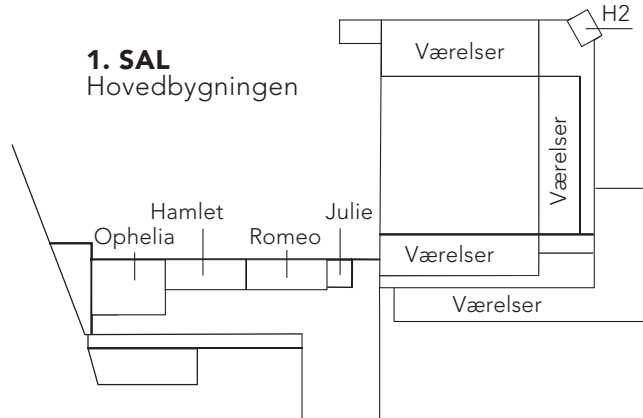 H2
1. SAL
Hovedbygningen
Værelser
Værelser
Hamlet
Julie
Ophelia
Romeo
Værelser
Værelser